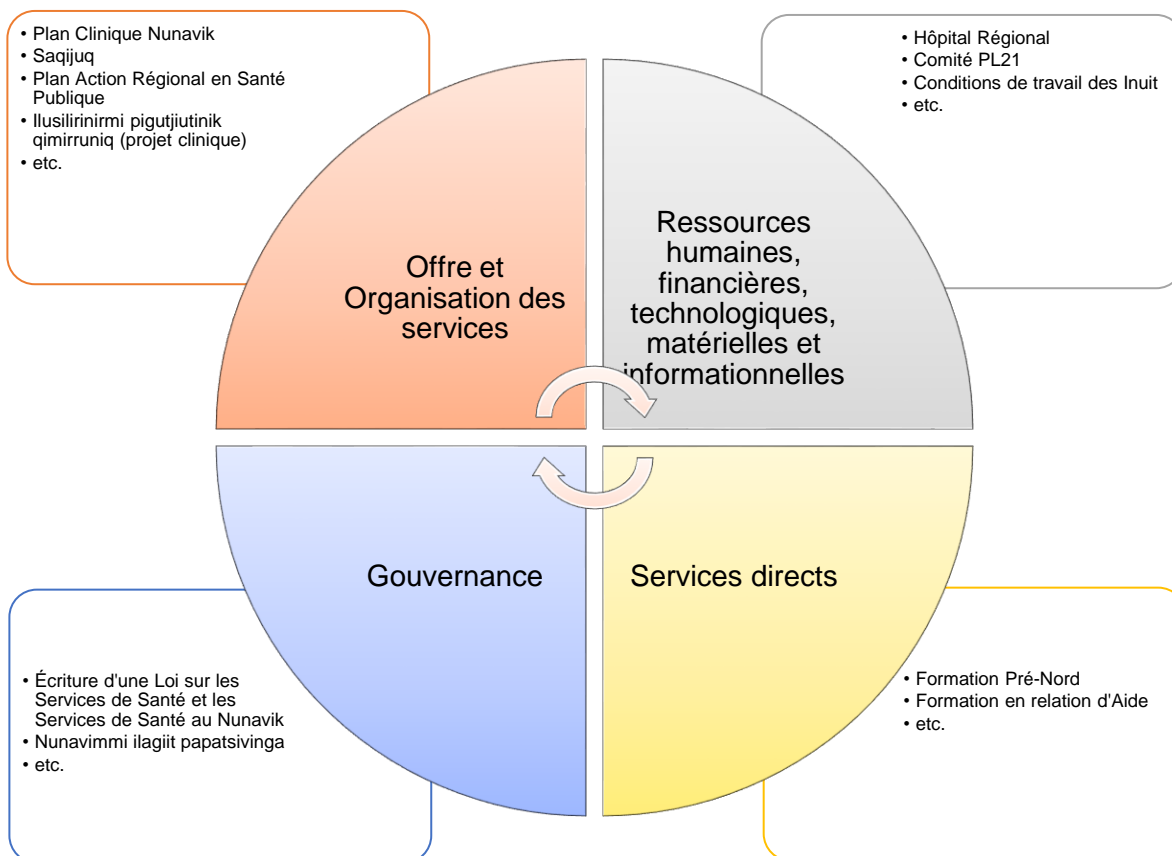 • Plan Clinique Nunavik
• Saqijuq
• Plan Action Régional en Santé
Publique
• Ilusilirinirmi pigutjiutinik
qimirruniq (projet clinique)
• etc.
• Hôpital Régional
• Comité PL21
• Conditions de travail des Inuit
• etc.
Offre et
Organisation des
services
Ressources
humaines,
financières,
technologiques,
matérielles et
informationnelles
Gouvernance
Services directs
• Écriture d'une Loi sur les
Services de Santé et les
Services de Santé au Nunavik
• Nunavimmi ilagiit papatsivinga
• etc.
• Formation Pré-Nord
• Formation en relation d'Aide
• etc.